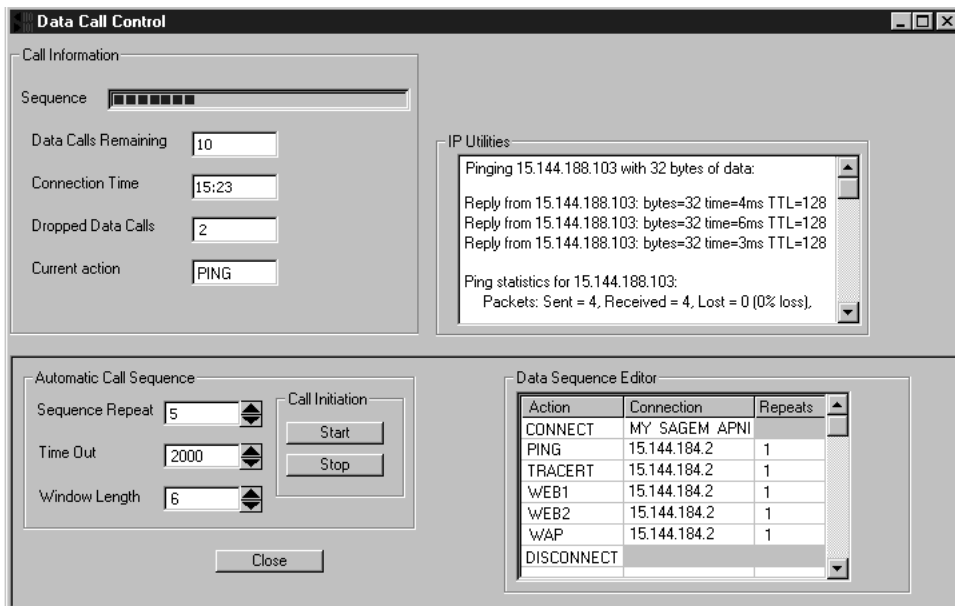 Data Call Control
Call Information
Sequence
Data Calls Remaining 10
Connection Time 15:23
Dropped Data Calls 2
Current action PING
IP Utilities
Pinging 15.144.188.103 with 32 bytes of data:
Reply from 15.144.188.103: bytes=32 time=4ms TTL=128
Reply from 15.144.188.103: bytes=32 time=6ms TTL=128
Reply from 15.144.188.103: bytes=32 time=3ms TTL=128
Ping statistics for 15.144.188.103:
Packets: Sent = 4, Received = 4, Lost = 0 (0% loss),
Automatic Call Sequence
Sequence Repeat 5
Time Out 2000
Window Length 6
Call Initiation
Start
Stop
Close
Data Sequence Editor
Action Connection Repeats
CONNECT MY SAGEM APNI
PING 15.144.184.2 1
TRACERT 15.144.184.2 1
WEB1 15.144.184.2 1
WEB2 15.144.184.2 1
WAP 15.144.184.2 1
DISCONNECT